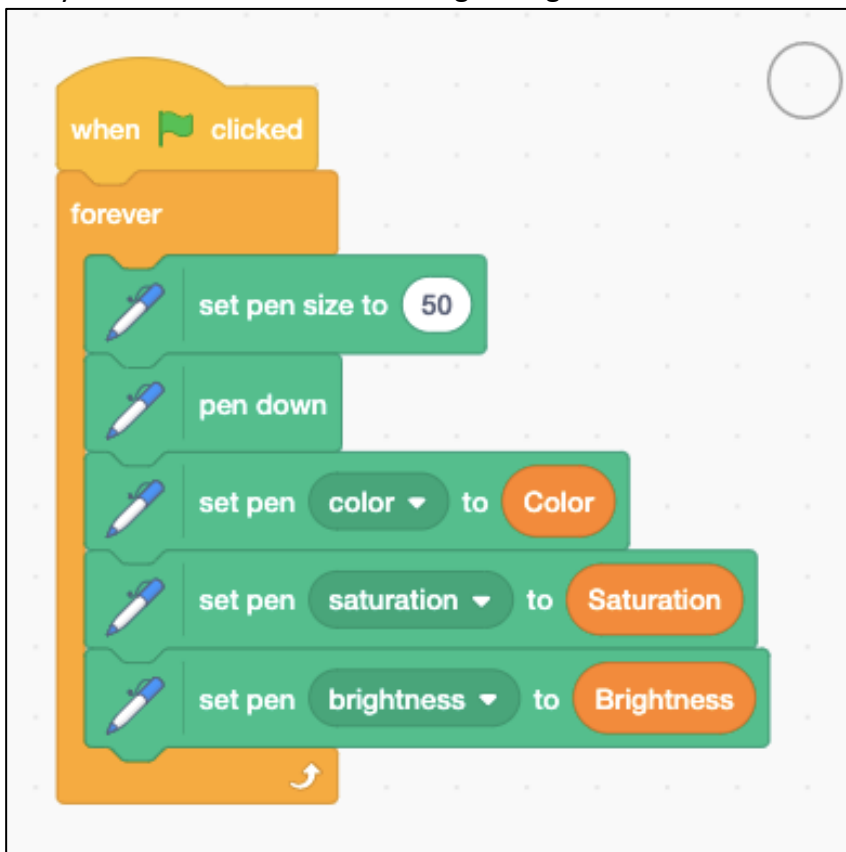 when clicked
forever
set pen size to 50
pen down
set pen color to Color
set pen saturation to Saturation
set pen brightness to Brightness